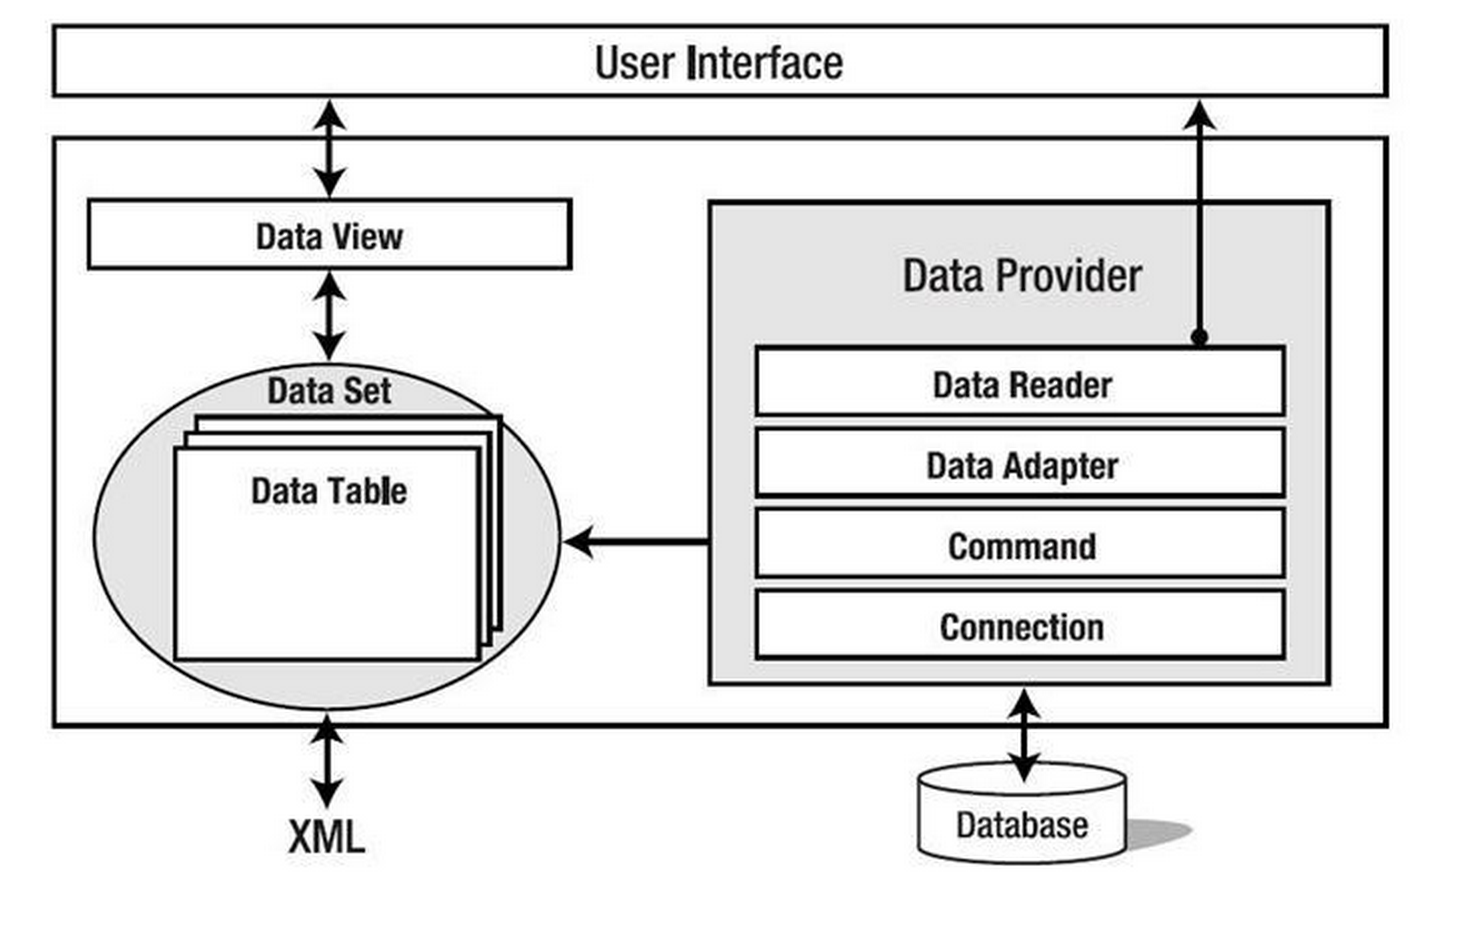 User Interface
Data View
Data Provider
Data Set
Data Table
Data Reader
Data Adapter
Command
Connection
XML
Database